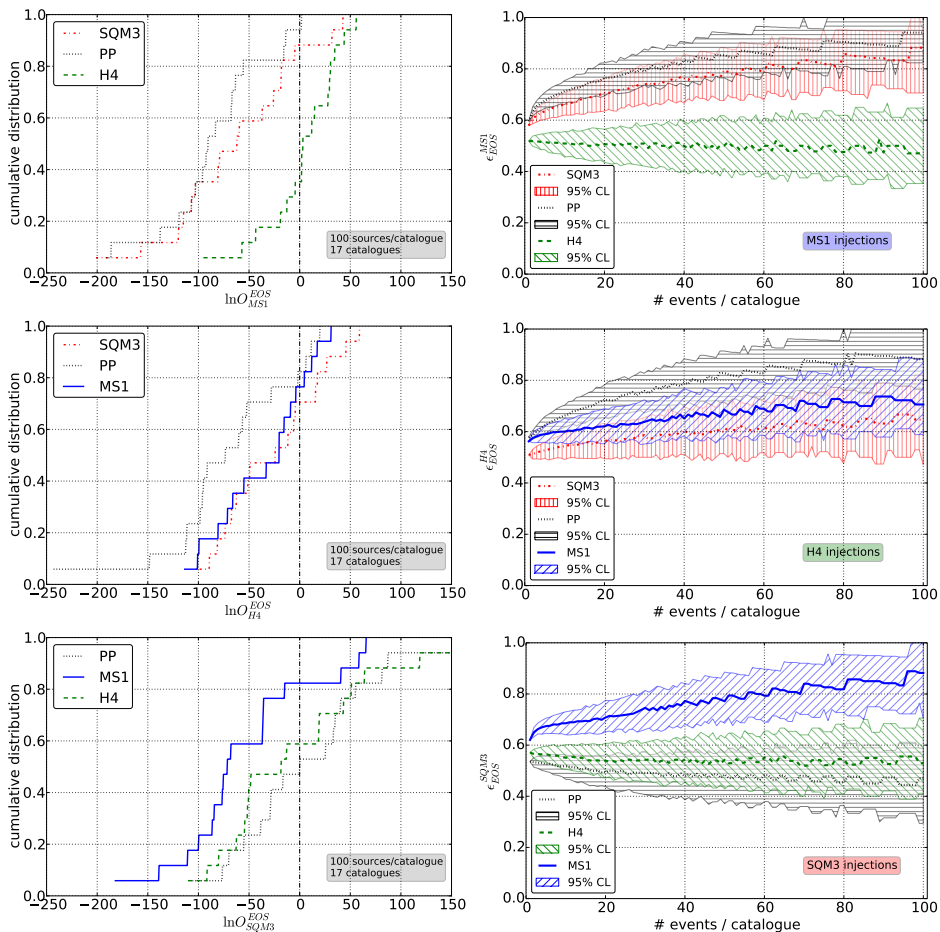 cumulative distribution
1.0
0.8
0.6
0.4
0.2
0.0
SQM3
PP
H4
100 sources/catalogue
17 catalogues
−250 −200 −150 −100 −50 0 50 100 150
lnO^{EOS}_{MS1}
ϵ^{MS1}_{EOS}
1.0
0.8
0.6
0.4
0.2
0.0
SQM3
95% CL
PP
95% CL
H4
95% CL
MS1 injections
0 20 40 60 80 100
# events / catalogue
cumulative distribution
1.0
0.8
0.6
0.4
0.2
0.0
SQM3
PP
MS1
100 sources/catalogue
17 catalogues
−250 −200 −150 −100 −50 0 50 100 150
lnO^{EOS}_{H4}
ϵ^{H4}_{EOS}
1.0
0.8
0.6
0.4
0.2
0.0
SQM3
95% CL
PP
95% CL
MS1
95% CL
H4 injections
0 20 40 60 80 100
# events / catalogue
cumulative distribution
1.0
0.8
0.6
0.4
0.2
0.0
PP
MS1
H4
100 sources/catalogue
17 catalogues
−250 −200 −150 −100 −50 0 50 100 150
lnO^{EOS}_{SQM3}
ϵ^{SQM3}_{EOS}
1.0
0.8
0.6
0.4
0.2
0.0
PP
95% CL
H4
95% CL
MS1
95% CL
SQM3 injections
0 20 40 60 80 100
# events / catalogue